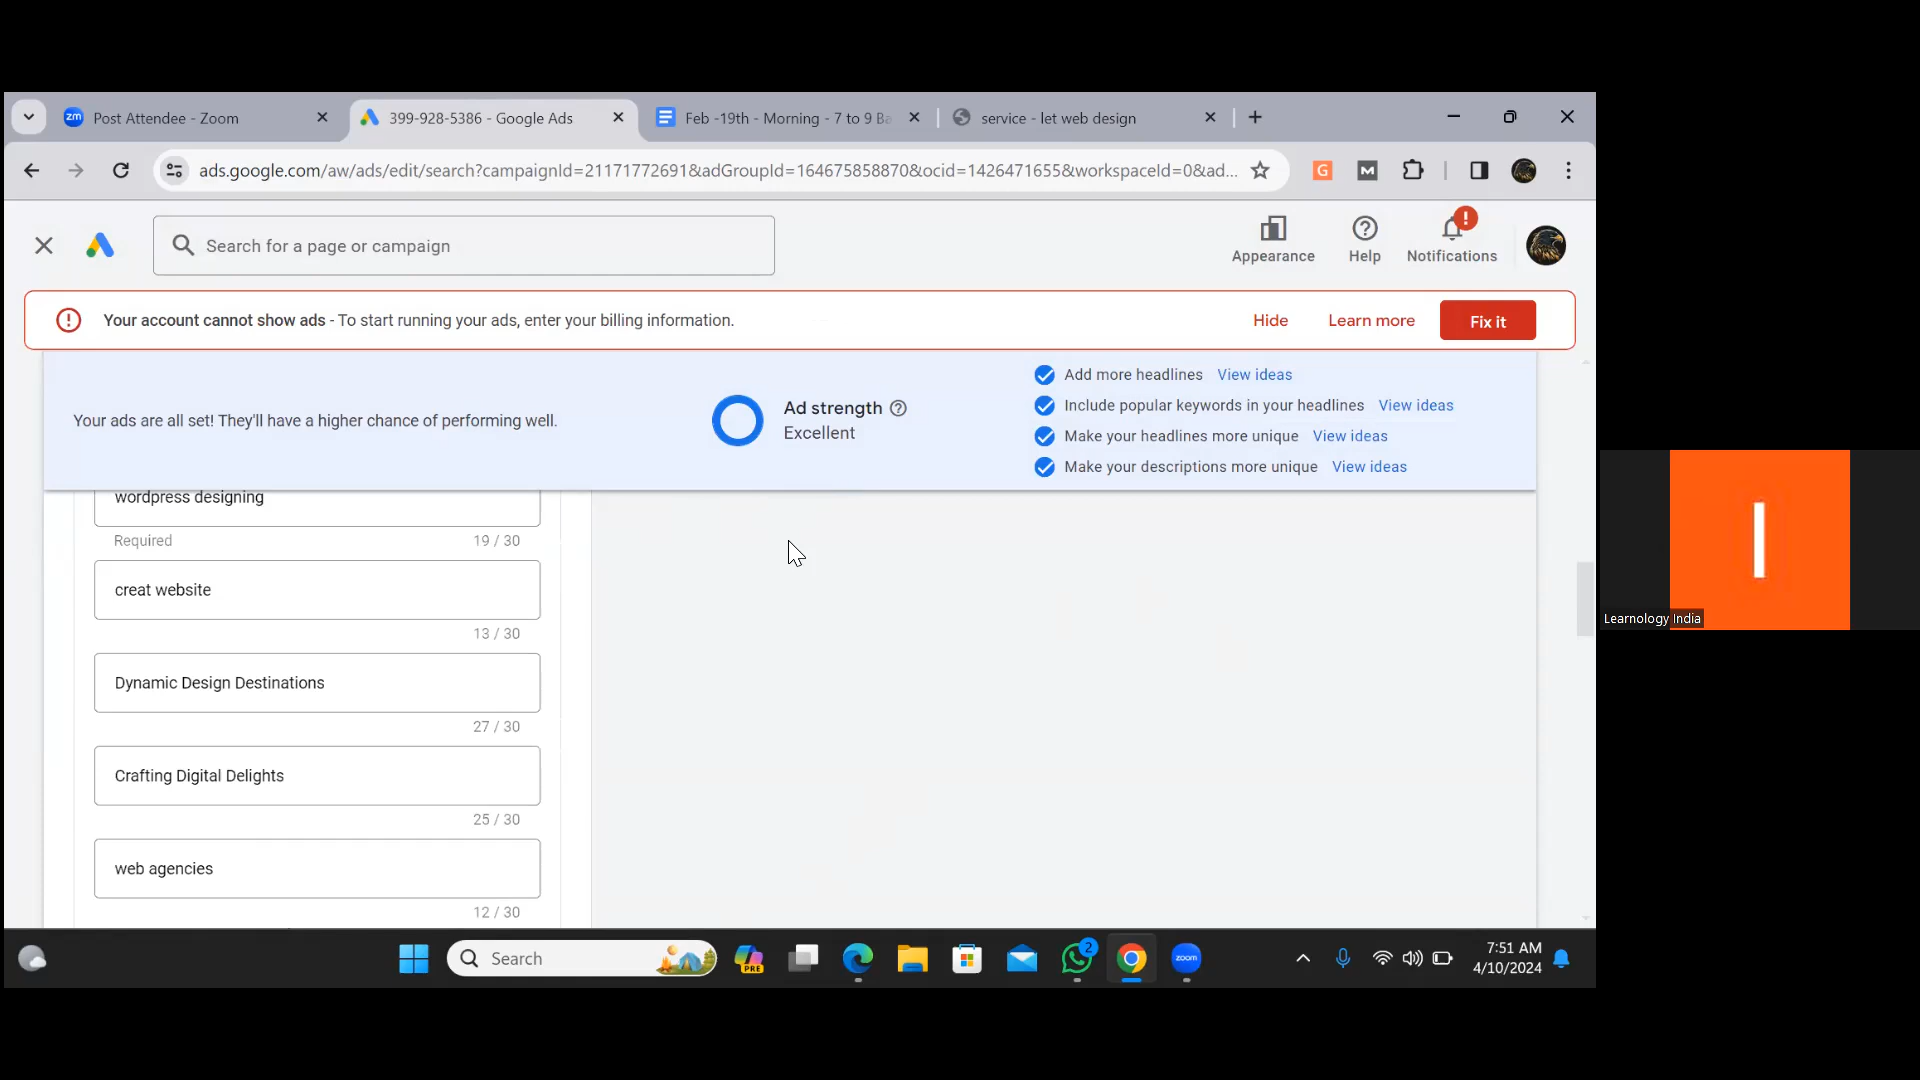 zm Post Attendee - Zoom
399-928-5386 - Google Ads
Feb -19th - Morning - 7 to 9 Ba
service - let web design
ads.google.com/aw/ads/edit/search?campaignId=21171772691&adGroupId=164675858870&ocid=1426471655&workspaceId=0&ad...
G
M
Search for a page or campaign
Appearance
Help
Notifications
Your account cannot show ads - To start running your ads, enter your billing information.
Hide
Learn more
Fix it
Your ads are all set! They'll have a higher chance of performing well.
Ad strength
Excellent
Add more headlines View ideas
Include popular keywords in your headlines View ideas
Make your headlines more unique View ideas
Make your descriptions more unique View ideas
wordpress designing
Required
19 / 30
creat website
13 / 30
Dynamic Design Destinations
27 / 30
Crafting Digital Delights
25 / 30
web agencies
12 / 30
I
Learnology India
Search
PRE
2
zoom
7:51 AM
4/10/2024